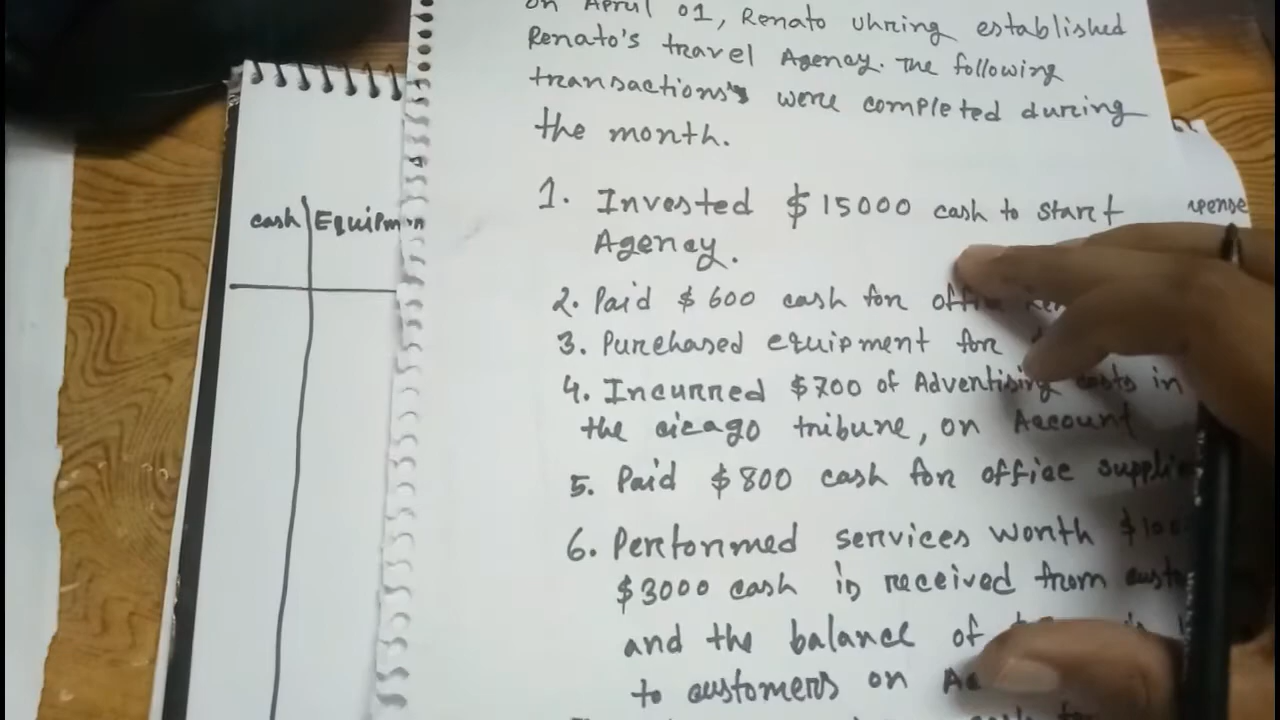 cash Equipm
on April 01, Renato uhring established
Renato's travel Agency. The following
transactions were completed during
the month.
1. Invested $15000 cash to start
Agency.
2. Paid $600 cash for
3. Purchased equipment for
4. Incurred $700 of Advertising costs in
the cicago tribune, on Account
5. Paid $800 cash for office
6. Performed services worth
$3000 cash is received from
and the balance of
to customers on